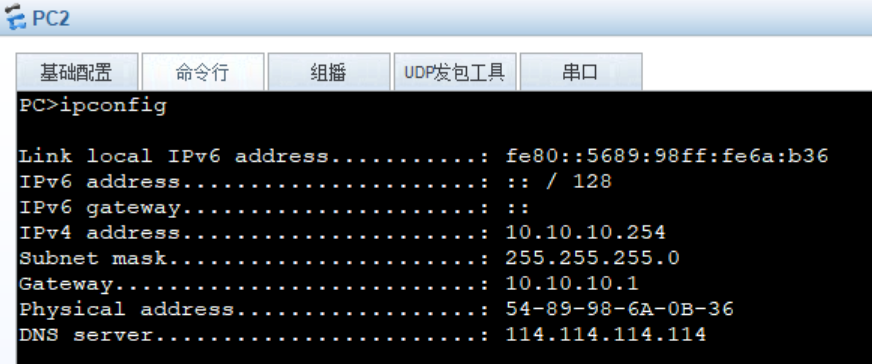 PC2
基础配置 命令行 组播 UDP发包工具 串口
PC>ipconfig
Link local IPv6 address...........: fe80::5689:98ff:fe6a:b36
IPv6 address......................: :: / 128
IPv6 gateway......................: ::
IPv4 address......................: 10.10.10.254
Subnet mask.......................: 255.255.255.0
Gateway...........................: 10.10.10.1
Physical address..................: 54-89-98-6A-0B-36
DNS server........................: 114.114.114.114